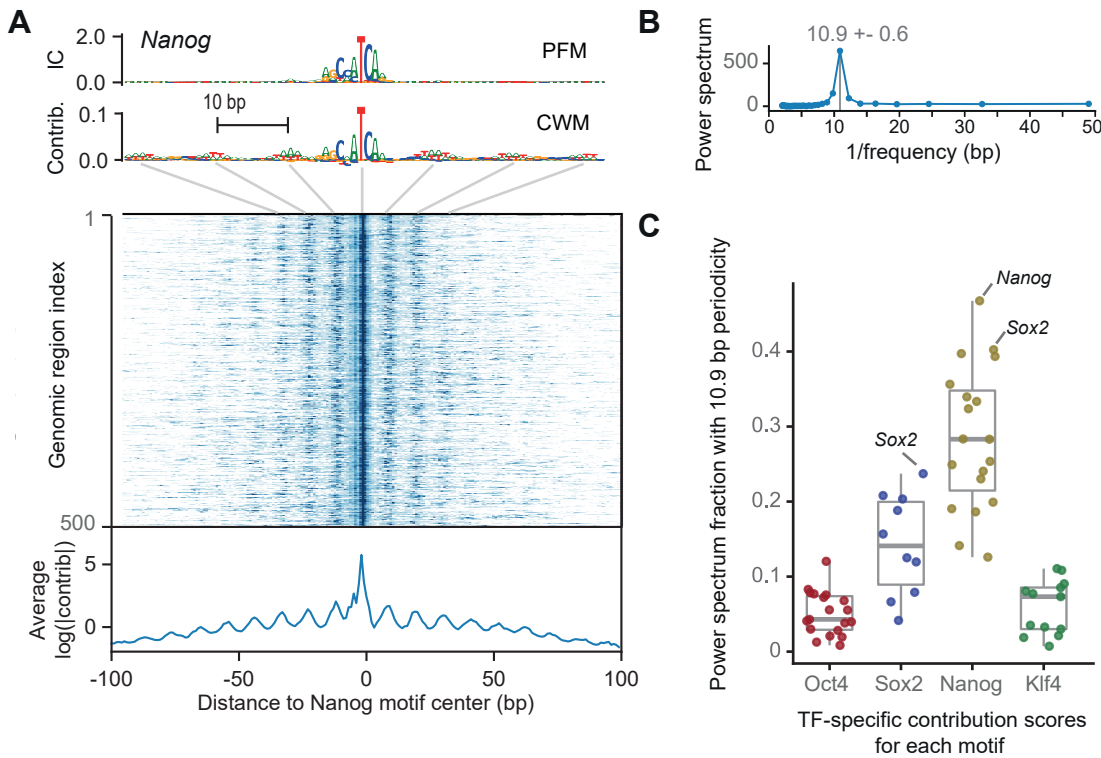 A
Nanog
PFM
IC
2.0
0.0
10 bp
CWM
Contrib.
0.1
0.0
Genomic region index
1
500
Average
log(|contrib|)
5
0
-100
-50
0
50
100
Distance to Nanog motif center (bp)
B
10.9 +- 0.6
Power spectrum
500
0
0
10
20
30
40
50
1/frequency (bp)
C
Power spectrum fraction with 10.9 bp periodicity
Nanog
Sox2
Sox2
0.4
0.3
0.2
0.1
0
Oct4
Sox2
Nanog
Klf4
TF-specific contribution scores
for each motif